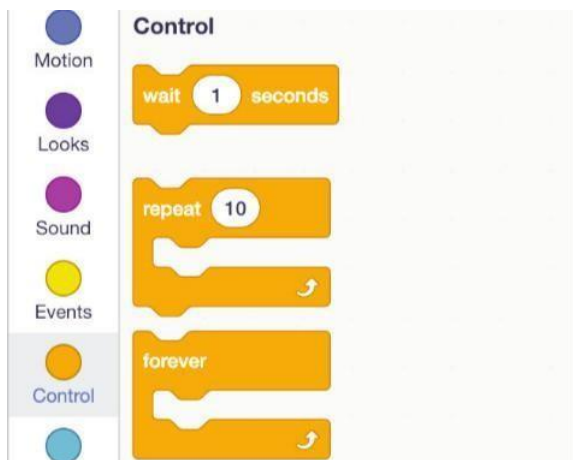 Control
Motion
wait 1 seconds
Looks
repeat 10
Sound
Events
forever
Control